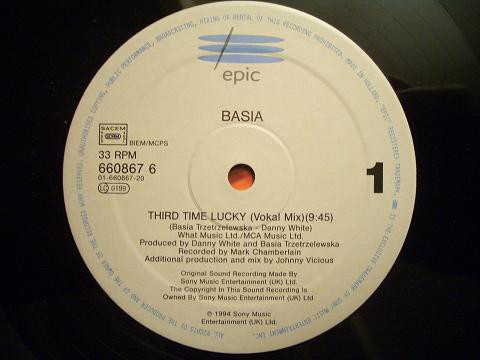 epic
BASIA
SACEM
BIEM/MCPS
33 RPM
660867 6
01-660867-20
LC 0199
1
THIRD TIME LUCKY (Vokal Mix)(9:45)
(Basia Trzetrzelewska - Danny White)
What Music Ltd./MCA Music Ltd.
Produced by Danny White and Basia Trzetrzelewska
Recorded by Mark Chamberlain
Additional production and mix by Johnny Vicious
Original Sound Recording Made By
Sony Music Entertainment (UK) Ltd.
The Copyright In This Sound Recording Is
Owned By Sony Music Entertainment (UK) Ltd.
℗ 1994 Sony Music
Entertainment (UK) Ltd.
ALL RIGHTS OF THE PRODUCER AND OF THE OWNER OF THE RECORDED WORK RESERVED. UNAUTHORISED COPYING, PUBLIC PERFORMANCE, BROADCASTING, HIRING OR RENTAL OF THIS RECORD PROHIBITED. MADE IN HOLLAND. "EPIC" REGISTERED TRADEMARK. IS THE EXCLUSIVE TRADEMARK OF SONY MUSIC ENTERTAINMENT INC.